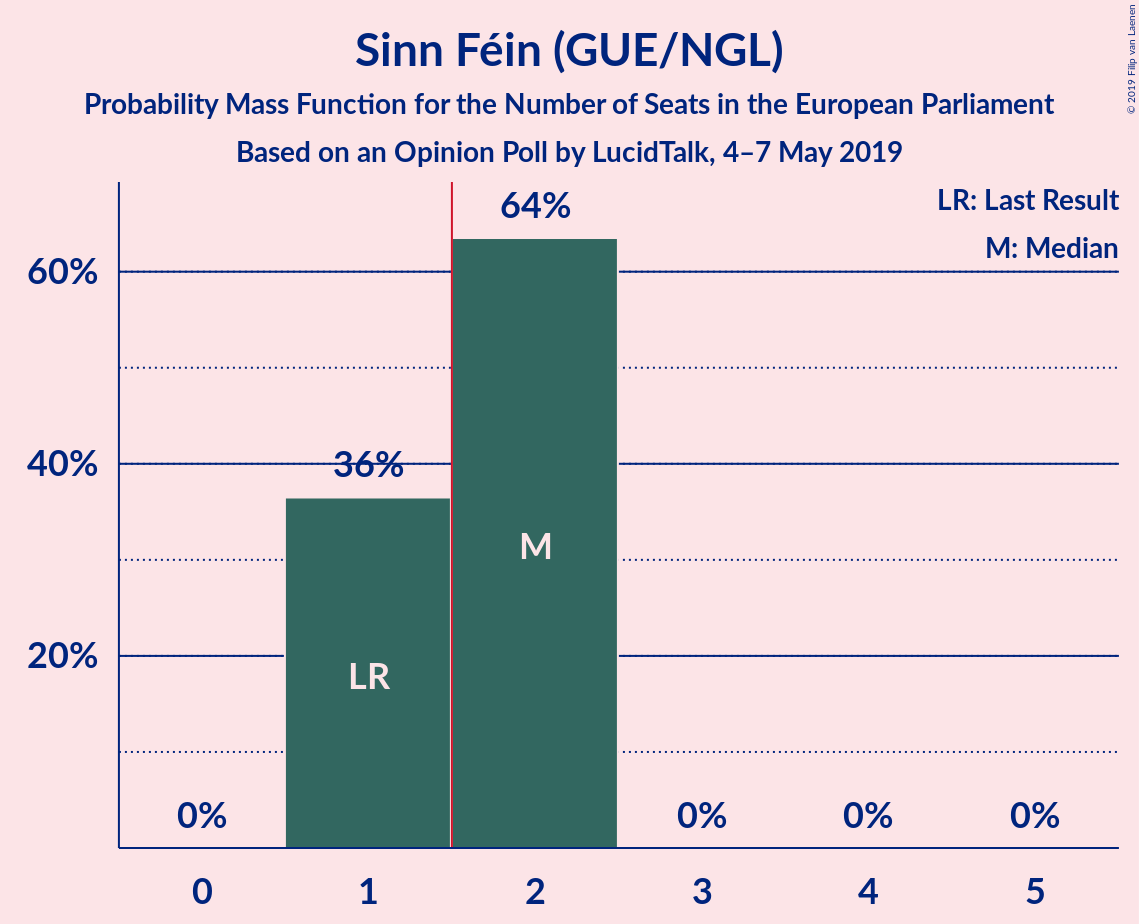 Sinn Féin (GUE/NGL)
Probability Mass Function for the Number of Seats in the European Parliament
Based on an Opinion Poll by LucidTalk, 4–7 May 2019
© 2019 Filip van Laenen
LR: Last Result
M: Median
60%
40%
20%
0%
36%
64%
0%
0%
0%
LR
M
0
1
2
3
4
5